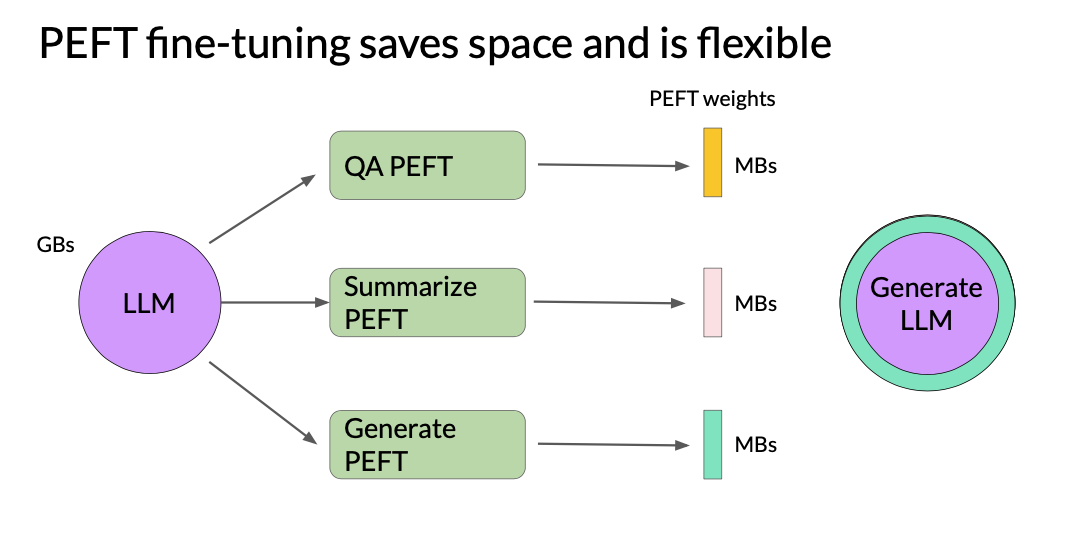 PEFT fine-tuning saves space and is flexible
PEFT weights
QA PEFT
MBs
GBs
LLM
Summarize
PEFT
MBs
Generate
LLM
Generate
PEFT
MBs